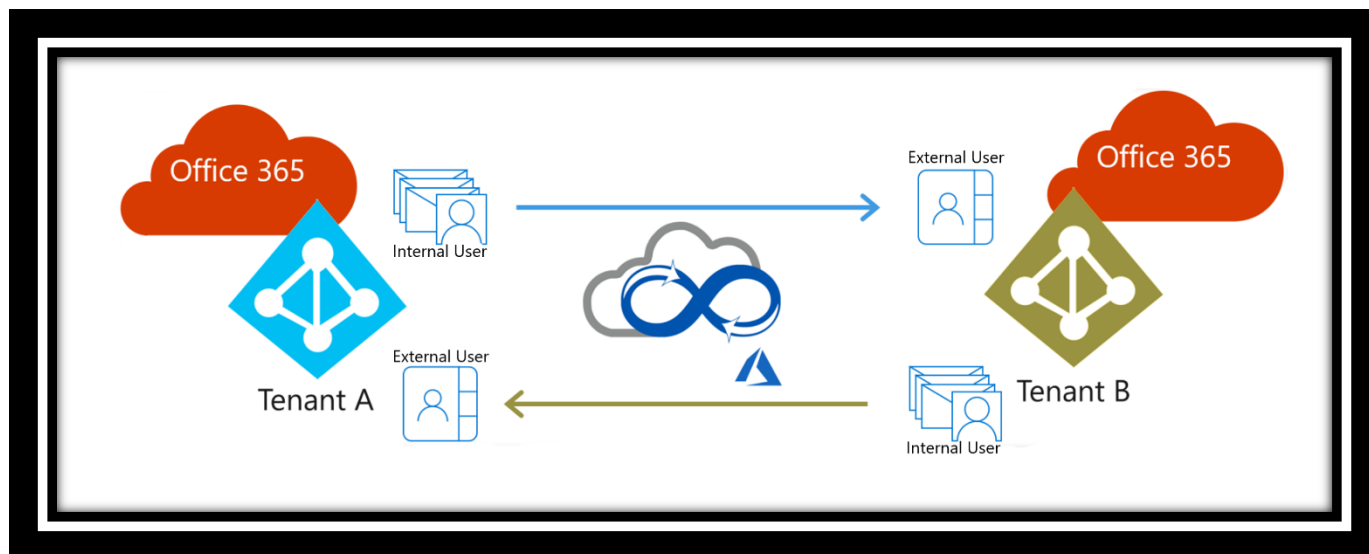 Office 365
Internal User
External User
Tenant A
External User
Office 365
Tenant B
Internal User